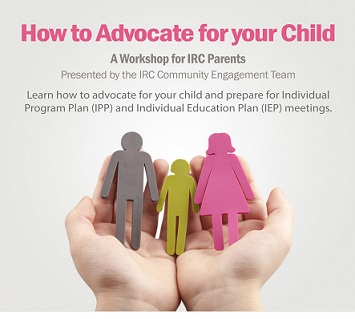 How to Advocate for your Child
A Workshop for IRC Parents
Presented by the IRC Community Engagement Team
Learn how to advocate for your child and prepare for Individual
Program Plan (IPP) and Individual Education Plan (IEP) meetings.